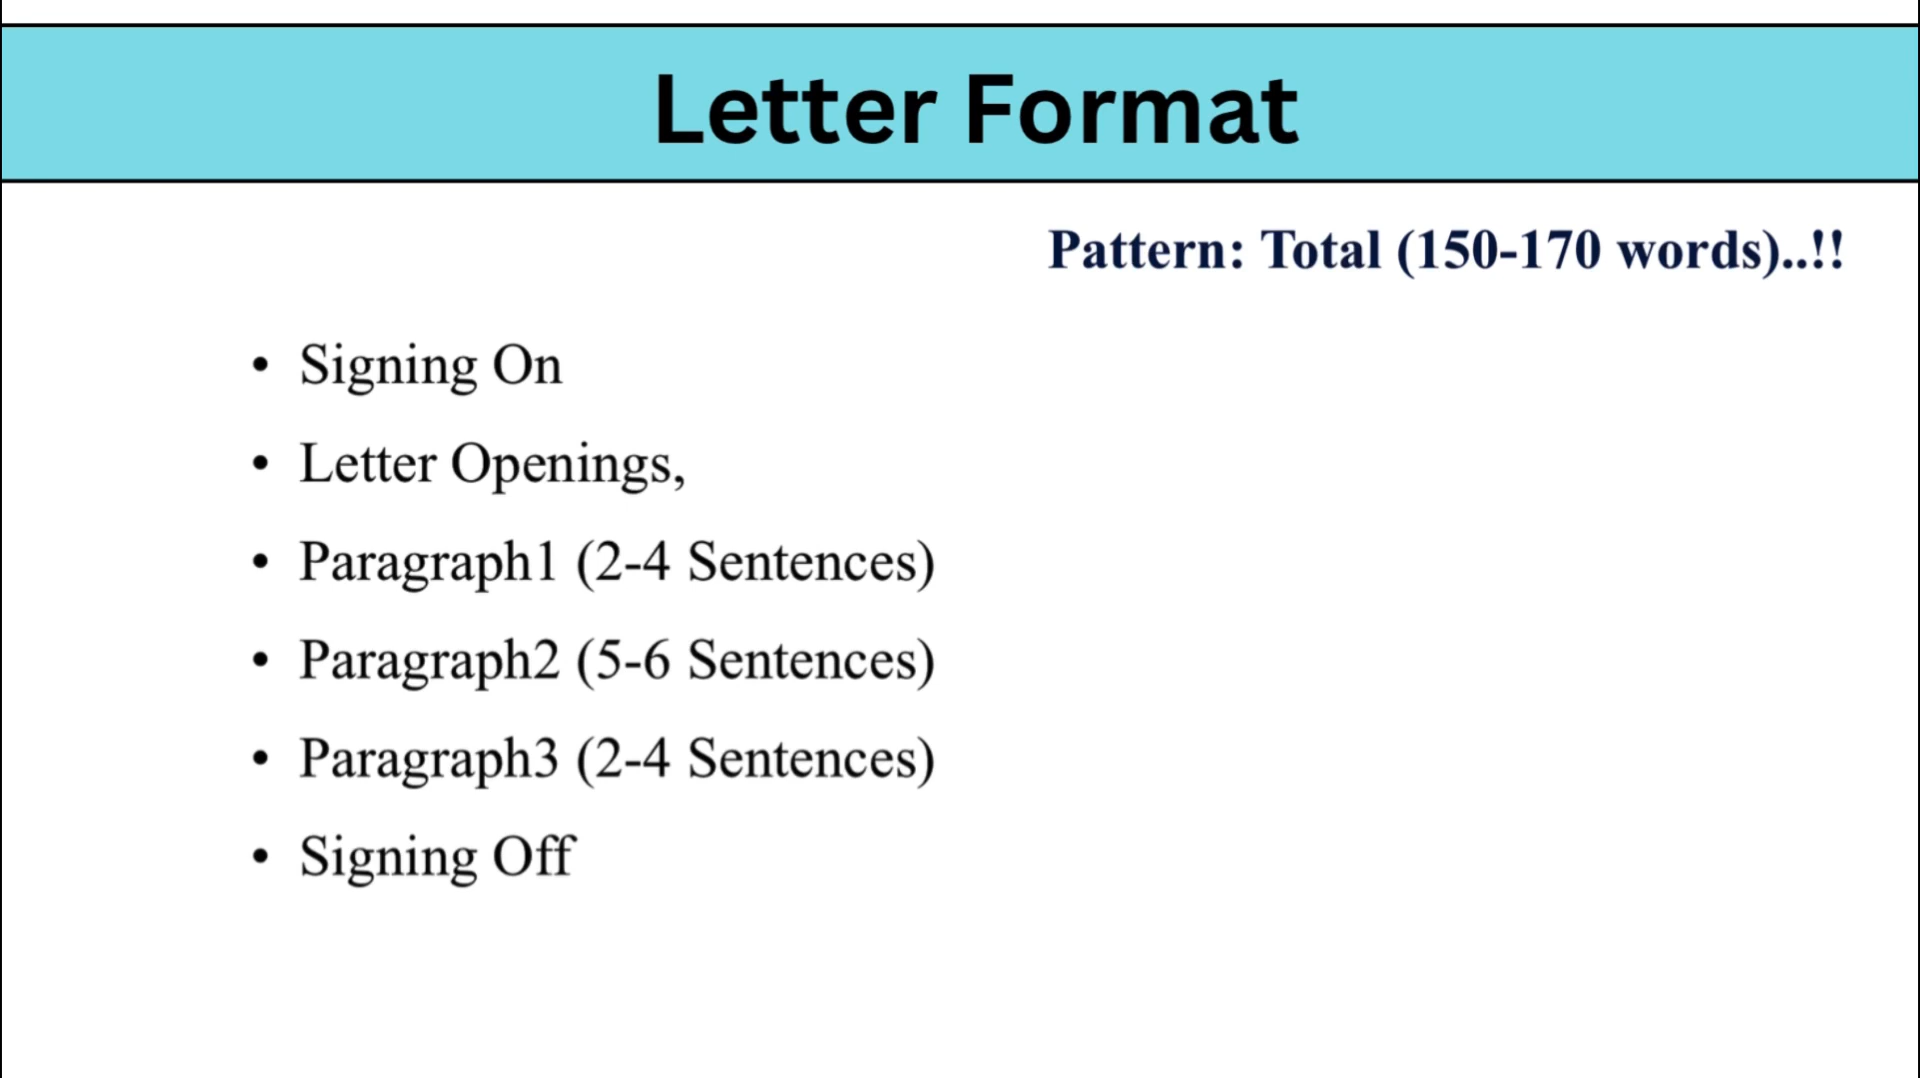 Letter Format
Pattern: Total (150-170 words)..!!
• Signing On
• Letter Openings,
• Paragraph1 (2-4 Sentences)
• Paragraph2 (5-6 Sentences)
• Paragraph3 (2-4 Sentences)
• Signing Off